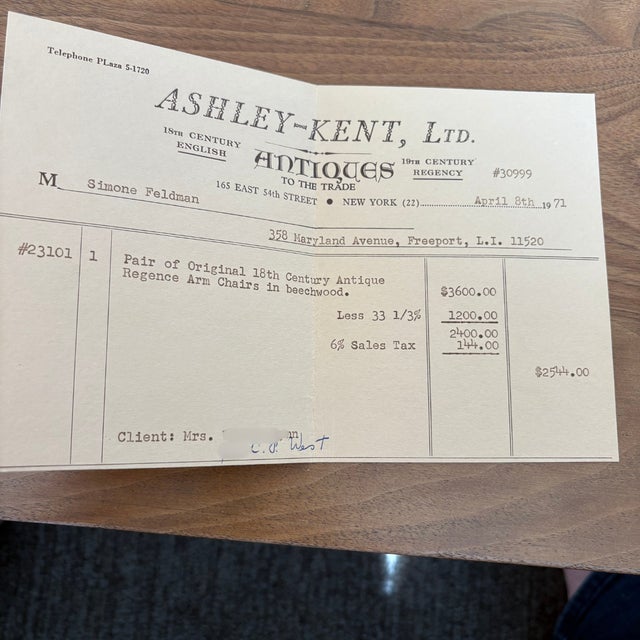 Telephone PLaza 5-1720
ASHLEY-KENT, LTD.
18TH CENTURY
ENGLISH
ANTIQUES
19TH CENTURY
REGENCY
TO THE TRADE
#30999
165 EAST 54th STREET • NEW YORK (22) April 8th 1971
M Simone Feldman
358 Maryland Avenue, Freeport, L.I. 11520
#23101 1 Pair of Original 18th Century Antique
Regence Arm Chairs in beechwood. $3600.00
Less 33 1/3% 1200.00
2400.00
6% Sales Tax 144.00
$2544.00
Client: Mrs.
West